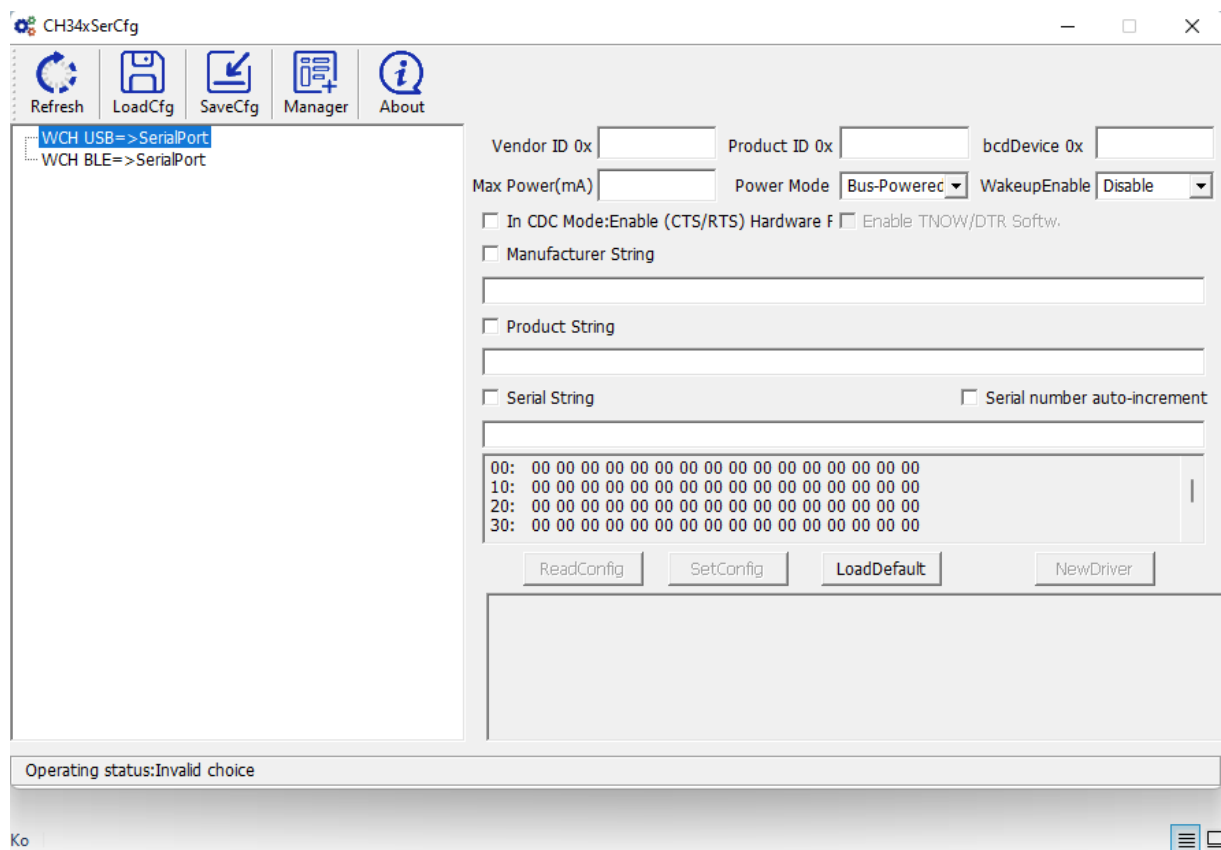 CH34xSerCfg
Refresh LoadCfg SaveCfg Manager About
WCH USB=>SerialPort
WCH BLE=>SerialPort
Vendor ID 0x Product ID 0x bcdDevice 0x
Max Power(mA) Power Mode Bus-Powered WakeupEnable Disable
In CDC Mode:Enable (CTS/RTS) Hardware F Enable TNOW/DTR Softw
Manufacturer String
Product String
Serial String Serial number auto-increment
00: 00 00 00 00 00 00 00 00 00 00 00 00 00 00 00 00
10: 00 00 00 00 00 00 00 00 00 00 00 00 00 00 00 00
20: 00 00 00 00 00 00 00 00 00 00 00 00 00 00 00 00
30: 00 00 00 00 00 00 00 00 00 00 00 00 00 00 00 00
ReadConfig SetConfig LoadDefault NewDriver
Operating status:Invalid choice
Ko